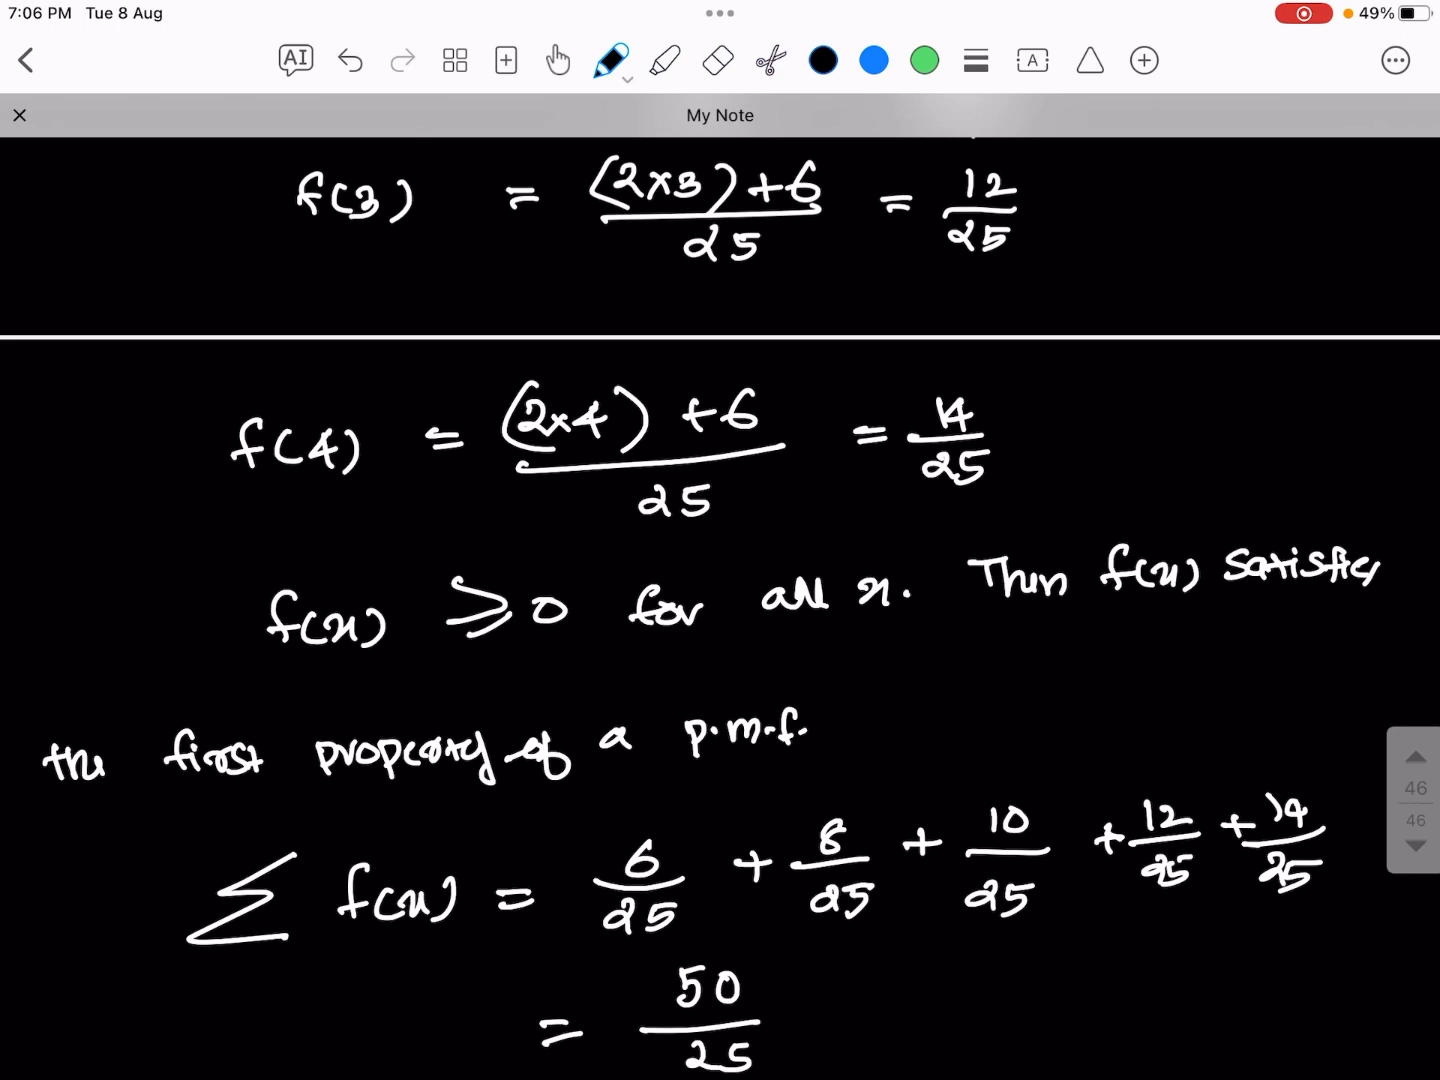 7:06 PM Tue 8 Aug
49%
AI
A
My Note
f(3) = (2×3)+6/25 = 12/25
f(4) = (2×4)+6/25 = 14/25
f(x) ≥ 0 for all x. Then f(x) satisfies
the first property of a p.m.f.
46
46
∑ f(x) = 6/25 + 8/25 + 10/25 + 12/25 + 14/25
= 50/25